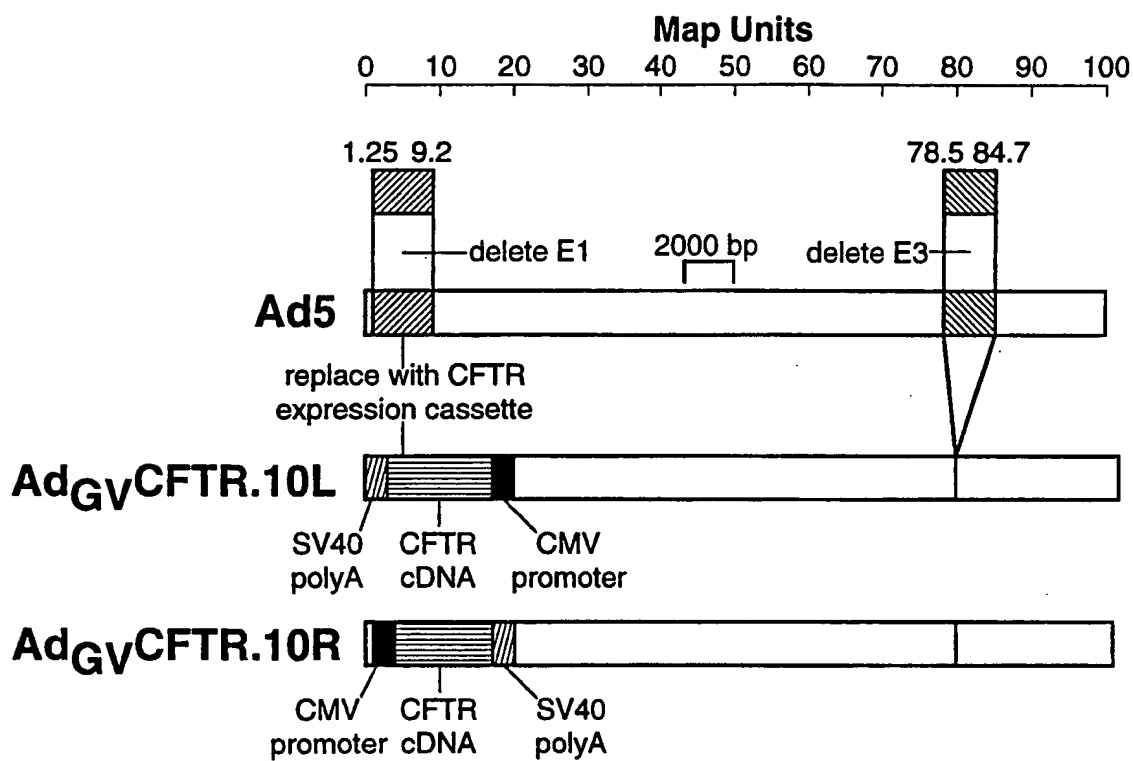 Map Units
0 10 20 30 40 50 60 70 80 90 100
1.25 9.2 78.5 84.7
delete E1 2000 bp delete E3
Ad5
replace with CFTR
expression cassette
AdGVCFTR.10L
SV40 CFTR CMV
polyA cDNA promoter
AdGVCFTR.10R
CMV CFTR SV40
promoter cDNA polyA